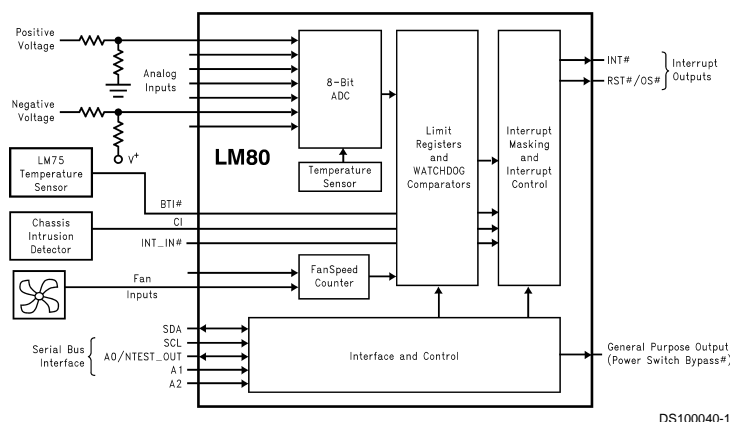 Positive
Voltage
Analog
Inputs
Negative
Voltage
V+
LM75
Temperature
Sensor
Chassis
Intrusion
Detector
BTI#
CI
INT_IN#
Fan
Inputs
LM80
8-Bit
ADC
Temperature
Sensor
FanSpeed
Counter
Limit
Registers
and
WATCHDOG
Comparators
Interrupt
Masking
and
Interrupt
Control
INT#
RST#/OS#
Interrupt
Outputs
Serial Bus
Interface
SDA
SCL
A0/NTEST_OUT
A1
A2
Interface and Control
General Purpose Output
(Power Switch Bypass#)
DS100040-1